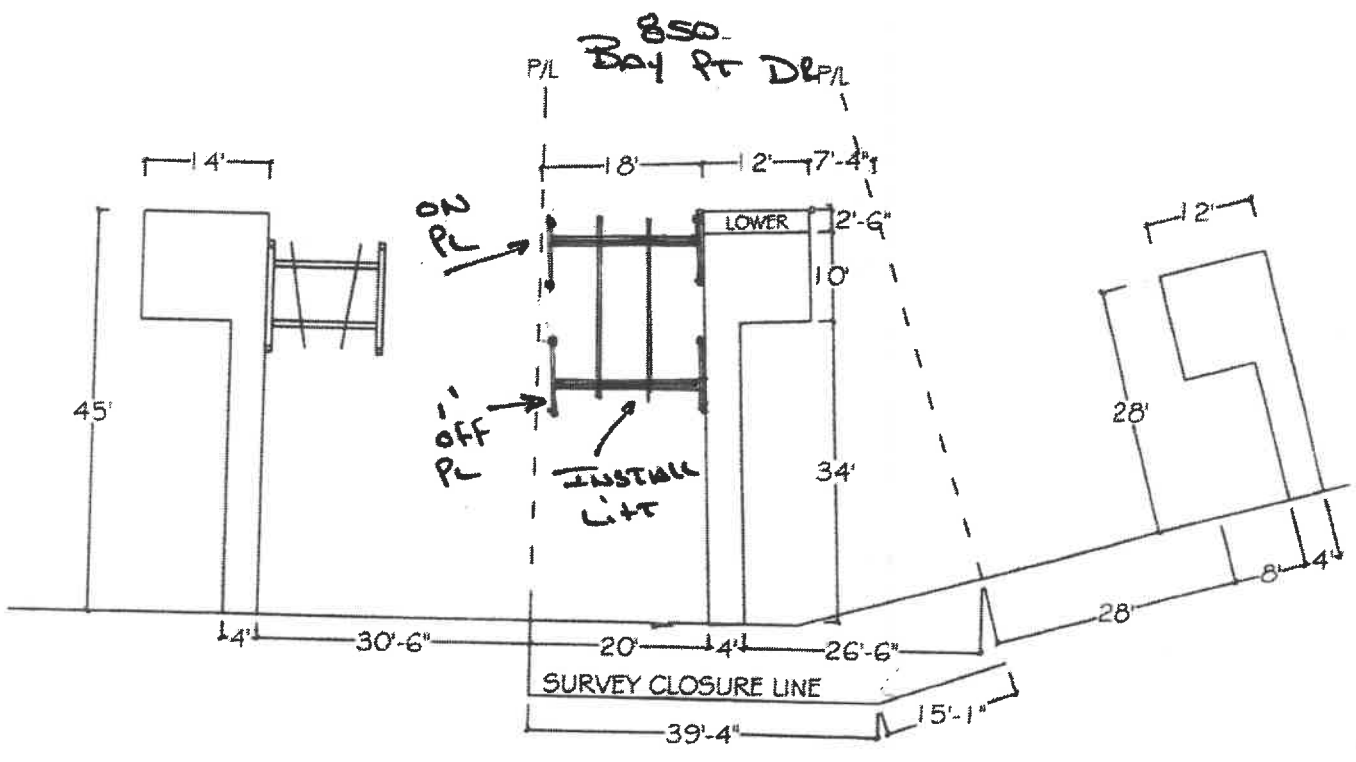 850
BAY PT DR
P/L
P/L
14'
18'
12'
7'-4"
ON
PL
LOWER
2'-6"
12'
10'
45'
1'
OFF
PL
INSTALL
LIFT
34'
28'
4'
30'-6"
20'
4'
26'-6"
28'
8'
4'
SURVEY CLOSURE LINE
39'-4"
15'-1"